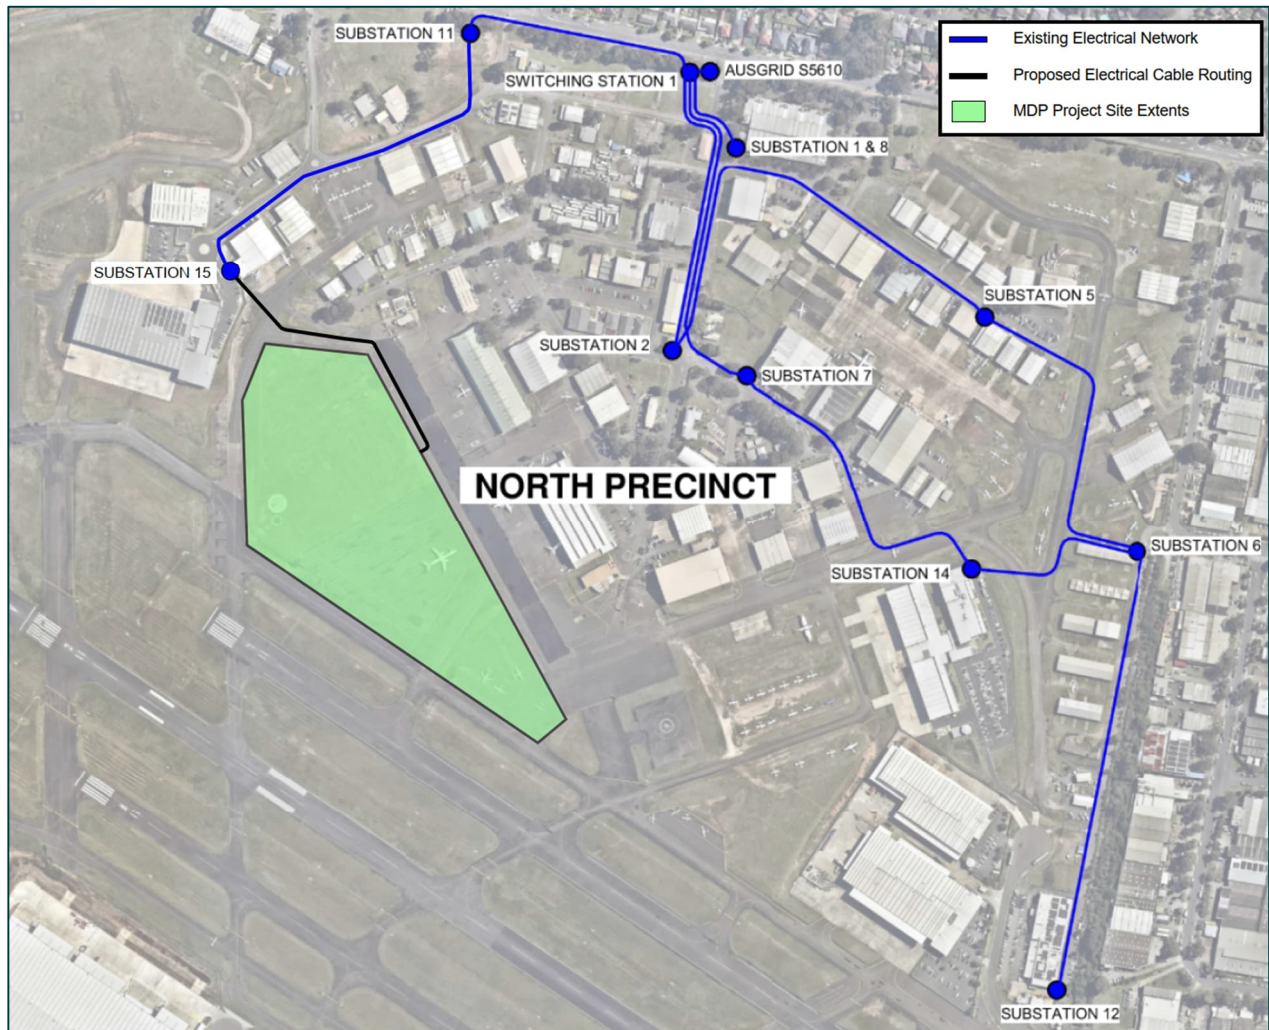 SUBSTATION 11
Existing Electrical Network
Proposed Electrical Cable Routing
MDP Project Site Extents
SWITCHING STATION 1
AUSGRID S5610
SUBSTATION 1 & 8
SUBSTATION 15
SUBSTATION 5
SUBSTATION 2
SUBSTATION 7
NORTH PRECINCT
SUBSTATION 6
SUBSTATION 14
SUBSTATION 12